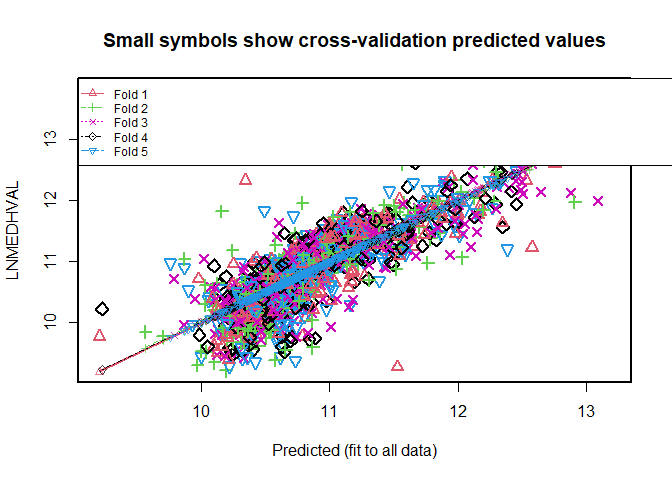 Small symbols show cross-validation predicted values
Fold 1
Fold 2
Fold 3
Fold 4
Fold 5
LNMEDHVAL
13
12
11
10
10 11 12 13
Predicted (fit to all data)